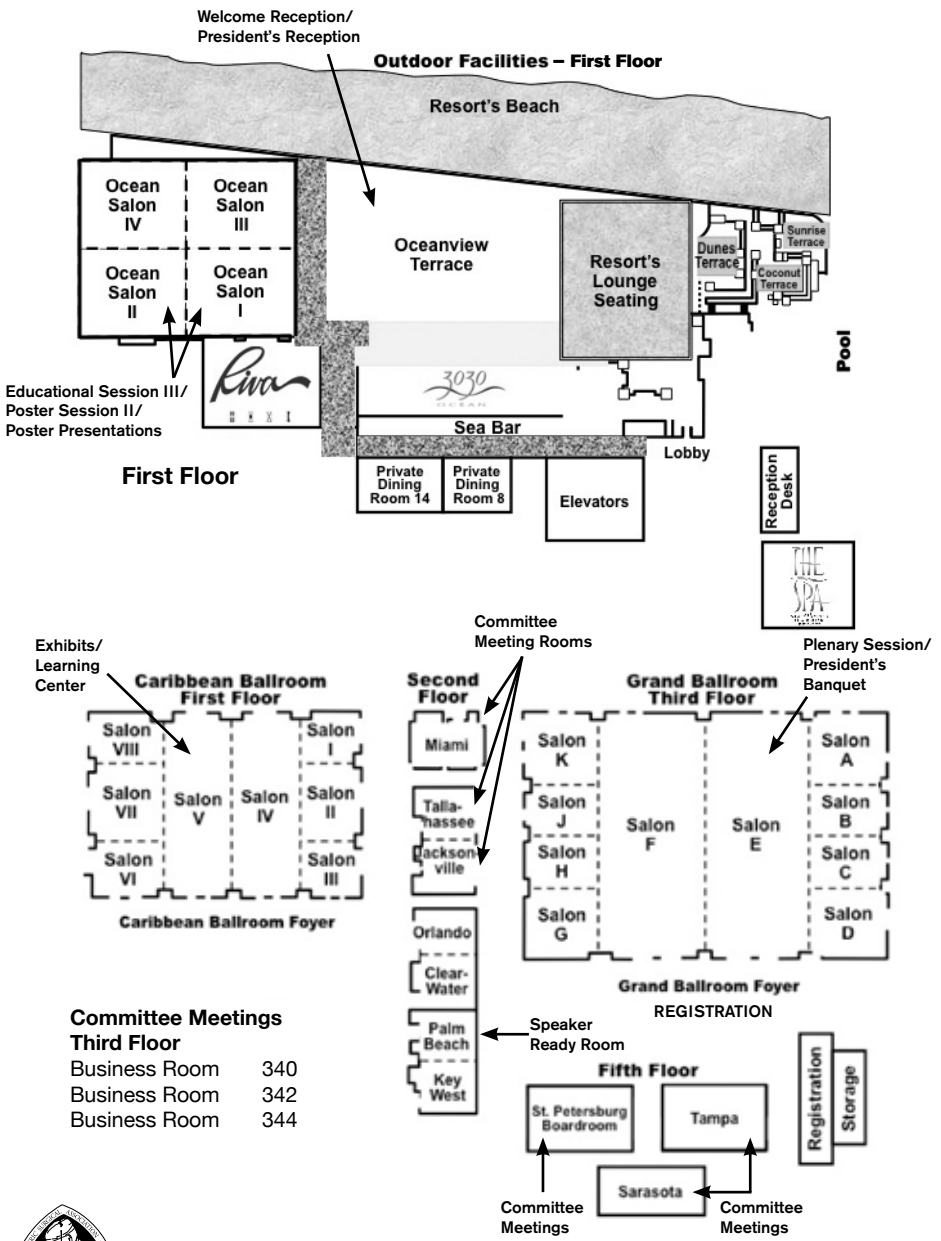 Welcome Reception/
President's Reception
Outdoor Facilities – First Floor
Resort's Beach
Ocean
Salon
IV
Ocean
Salon
III
Ocean
Salon
II
Ocean
Salon
I
Oceanview
Terrace
Resort's
Lounge
Seating
Dunes
Terrace
Sunrise
Terrace
Coconut
Terrace
Pool
Educational Session III/
Poster Session II/
Poster Presentations
Riva
3030
OCEAN
Sea Bar
Lobby
First Floor
Private
Dining
Room 14
Private
Dining
Room 8
Elevators
Reception
Desk
THE
SPA
Exhibits/
Learning
Center
Caribbean Ballroom
First Floor
Salon
VIII
Salon
VII
Salon
VI
Salon
V
Salon
IV
Salon
I
Salon
II
Salon
III
Caribbean Ballroom Foyer
Committee
Meeting Rooms
Second
Floor
Miami
Talla-
hassee
Jackson-
ville
Orlando
Clear-
Water
Palm
Beach
Key
West
Speaker
Ready Room
Plenary Session/
President's
Banquet
Grand Ballroom
Third Floor
Salon
K
Salon
J
Salon
H
Salon
G
Salon
F
Salon
E
Salon
A
Salon
B
Salon
C
Salon
D
Grand Ballroom Foyer
REGISTRATION
Committee Meetings
Third Floor
Business Room 340
Business Room 342
Business Room 344
Fifth Floor
St. Petersburg
Boardroom
Tampa
Sarasota
Committee
Meetings
Committee
Meetings
Registration
Storage
SURGICAL ASSOCIATION